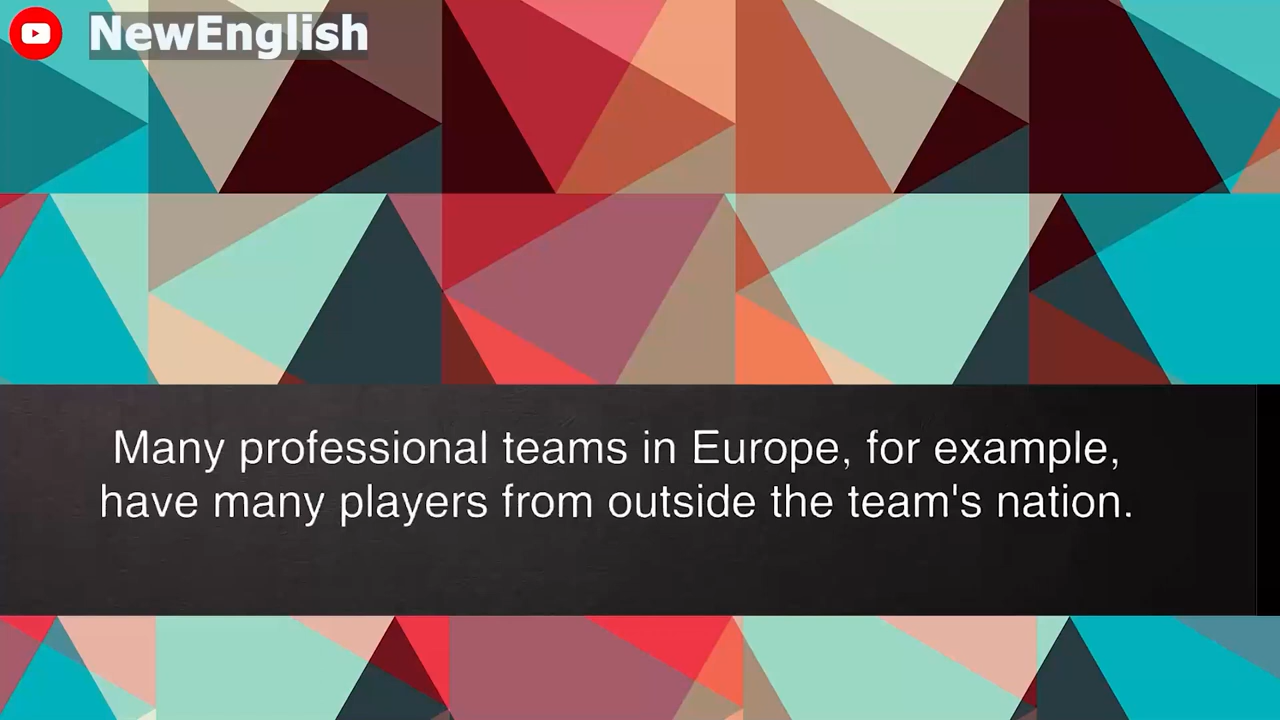 NewEnglish
Many professional teams in Europe, for example,
have many players from outside the team's nation.